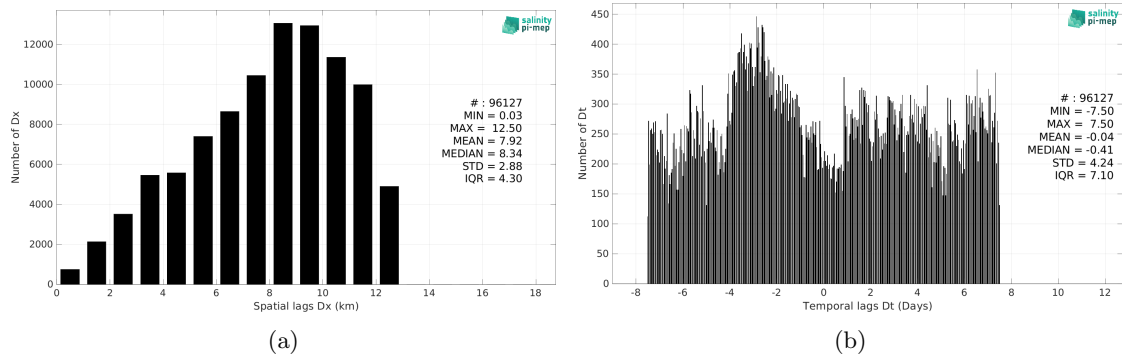 salinity
pi-mep
Number of Dx
12000
10000
8000
6000
4000
2000
0
# : 96127
MIN = 0.03
MAX = 12.50
MEAN = 7.92
MEDIAN = 8.34
STD = 2.88
IQR = 4.30
0 2 4 6 8 10 12 14 16 18
Spatial lags Dx (km)
(a)
salinity
pi-mep
Number of Dt
450
400
350
300
250
200
150
100
50
0
# : 96127
MIN = -7.50
MAX = 7.50
MEAN = -0.04
MEDIAN = -0.41
STD = 4.24
IQR = 7.10
-8 -6 -4 -2 0 2 4 6 8 10 12
Temporal lags Dt (Days)
(b)